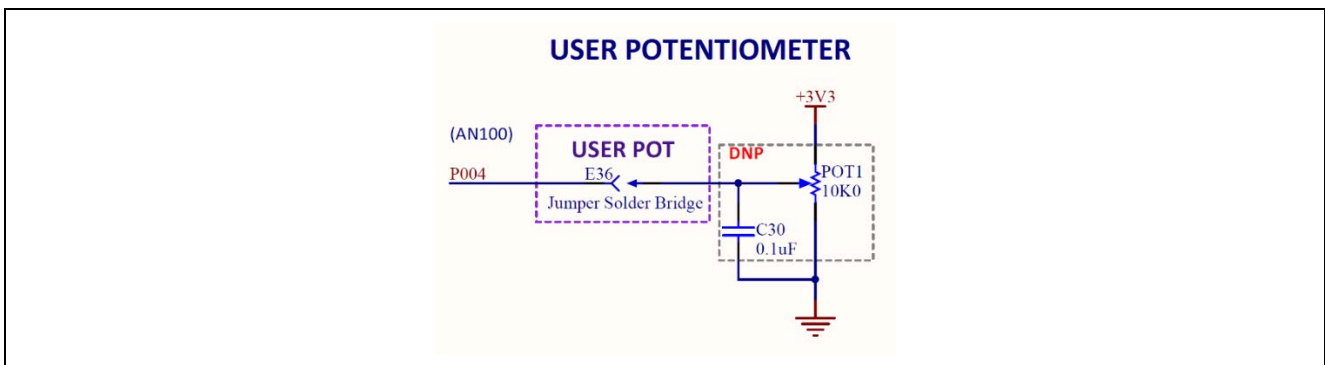 USER POTENTIOMETER
+3V3
(AN100)
USER POT
DNP
P004
E36
POT1
10K0
Jumper Solder Bridge
C30
0.1uF